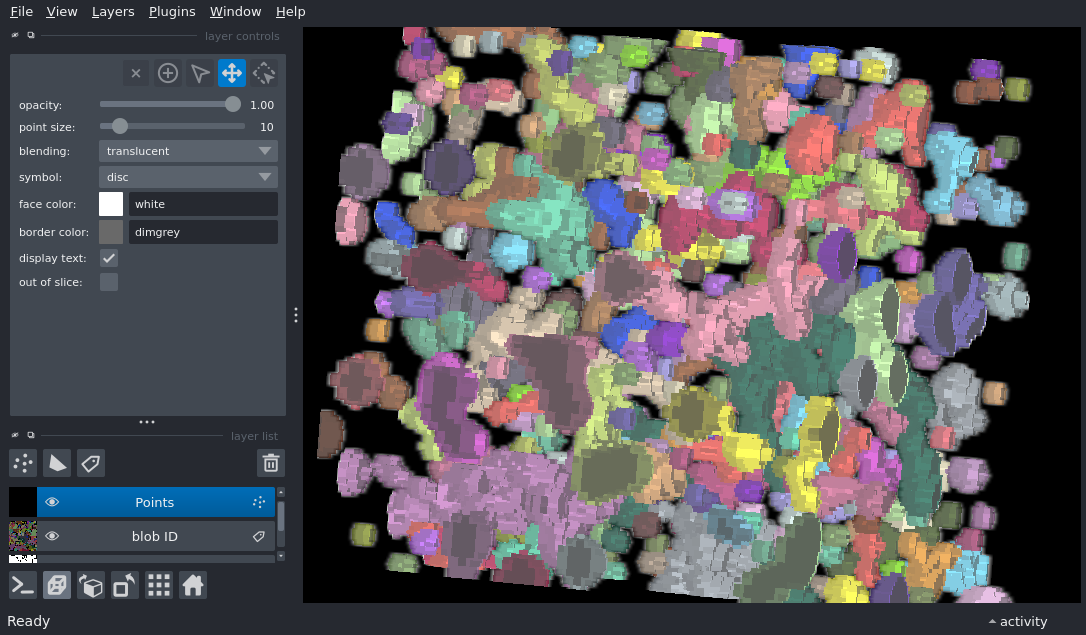 File View Layers Plugins Window Help
layer controls
opacity: 1.00
point size: 10
blending: translucent
symbol: disc
face color: white
border color: dimgrey
display text:
out of slice:
layer list
Points
blob ID
Ready
activity